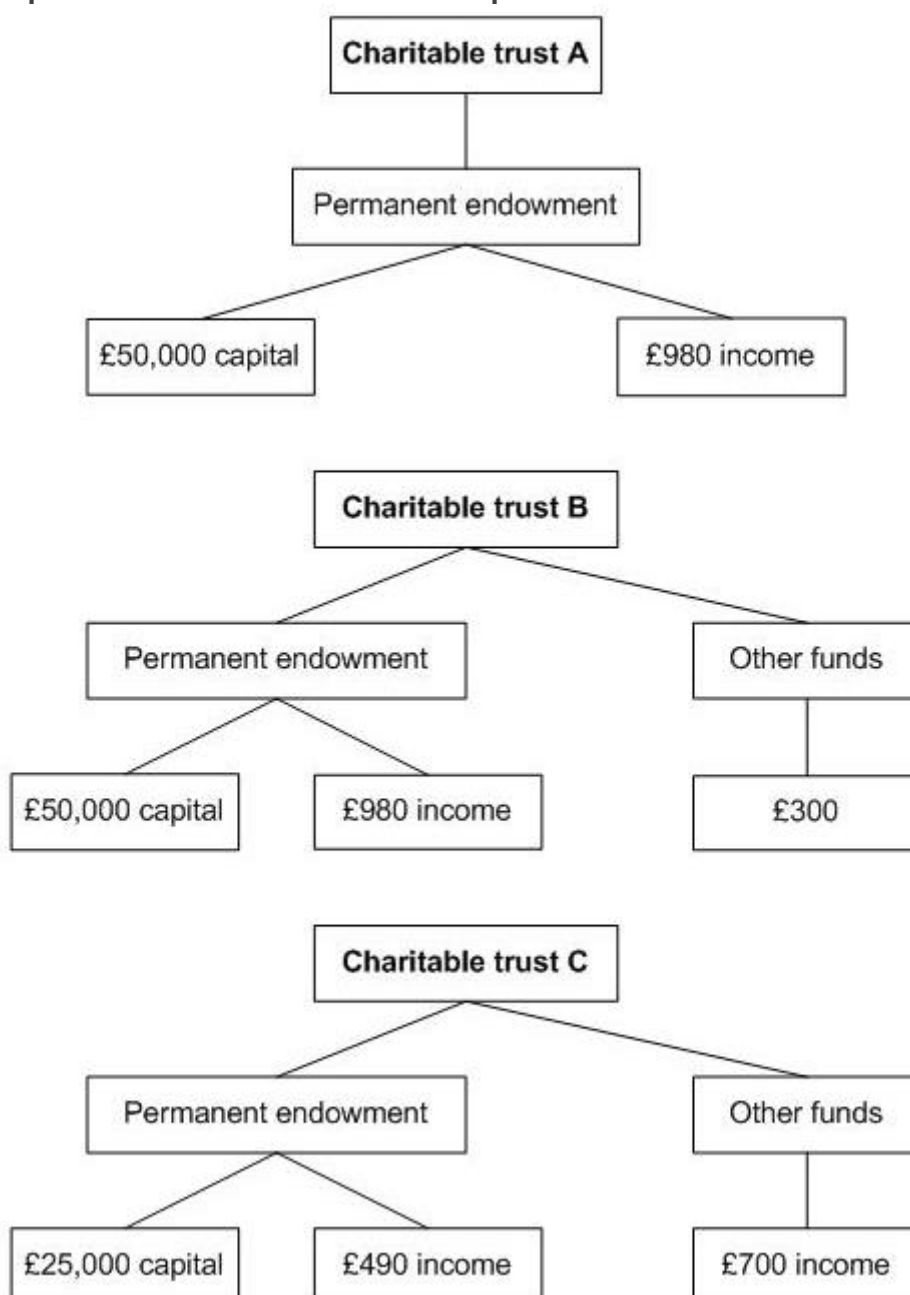 Charitable trust A
Permanent endowment
£50,000 capital
£980 income
Charitable trust B
Permanent endowment
Other funds
£50,000 capital
£980 income
£300
Charitable trust C
Permanent endowment
Other funds
£25,000 capital
£490 income
£700 income